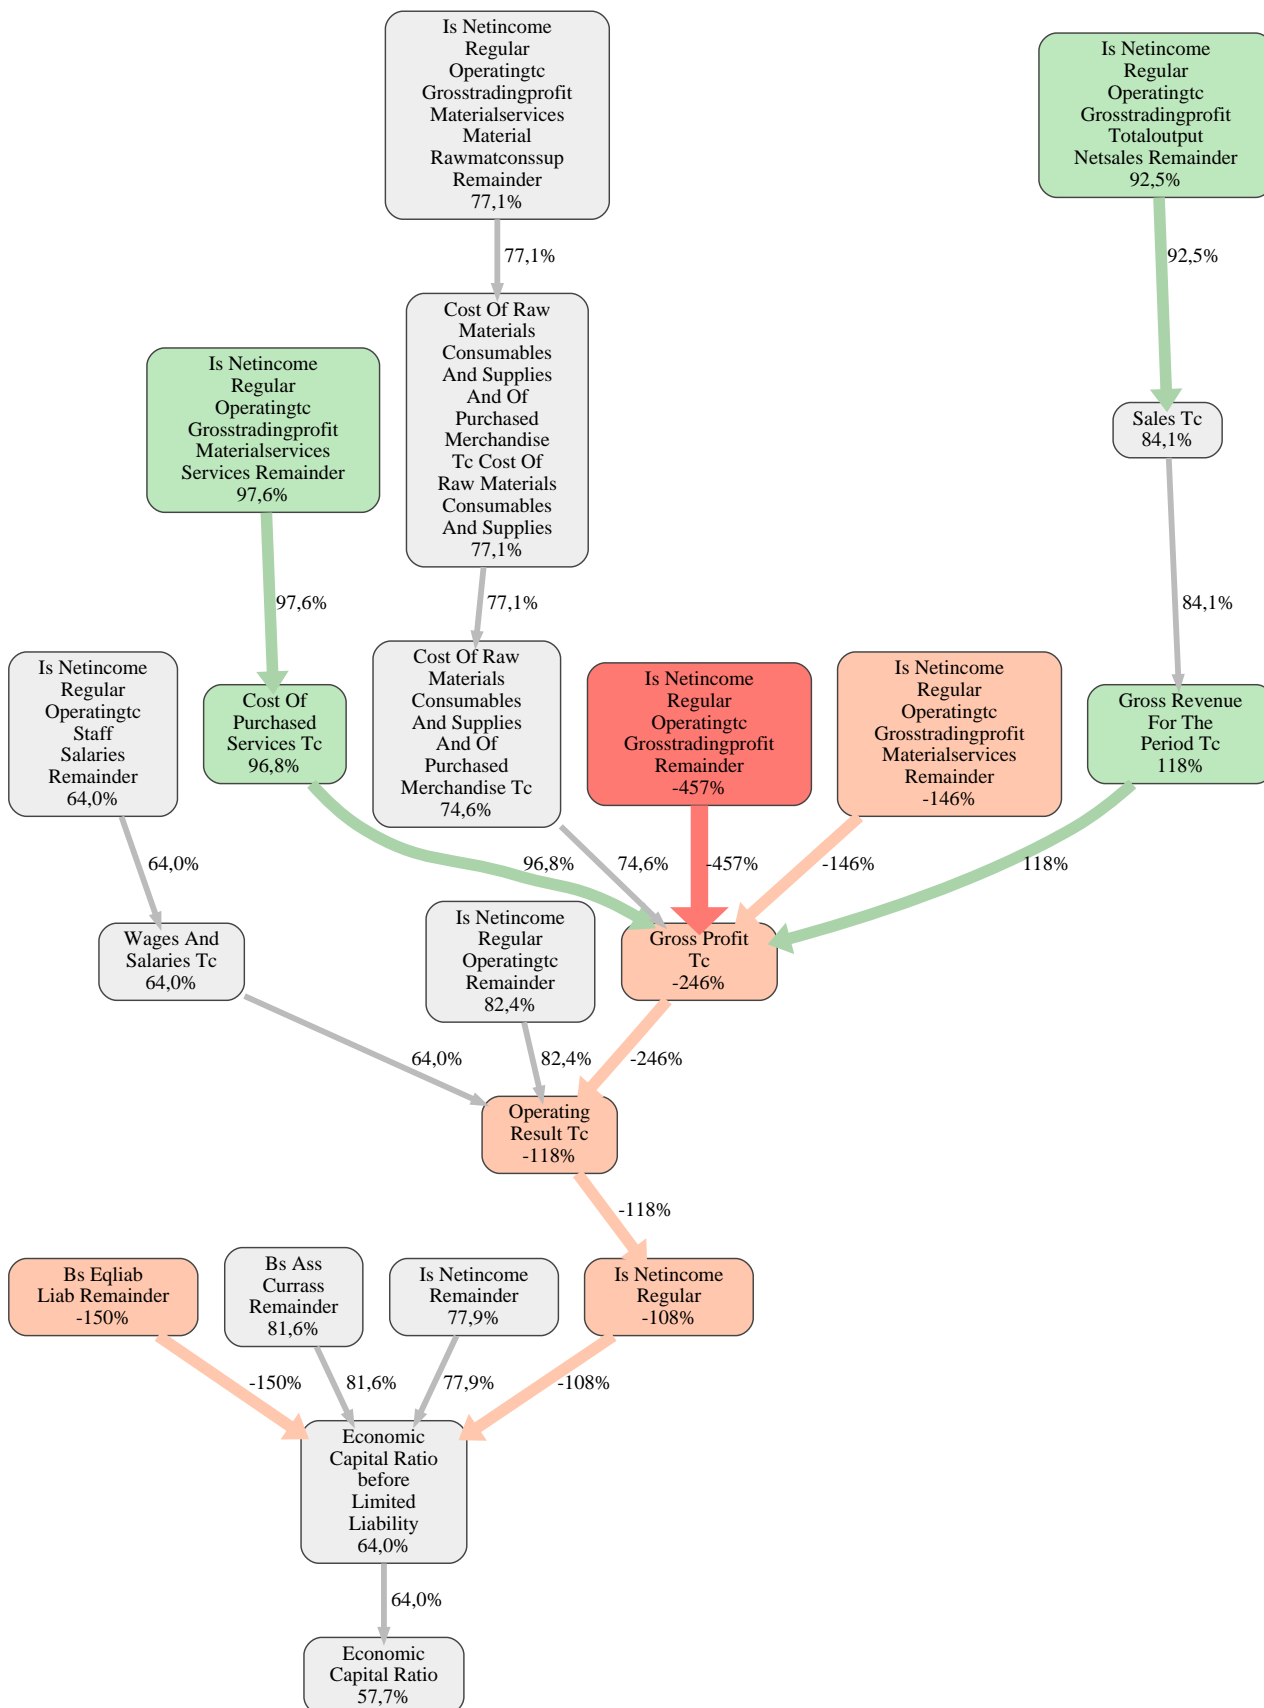 Is Netincome
Regular
Operatingtc
Grosstradingprofit
Materialservices
Material
Rawmatconssup
Remainder
77,1%
Is Netincome
Regular
Operatingtc
Grosstradingprofit
Totaloutput
Netsales Remainder
92,5%
77,1%
92,5%
Cost Of Raw
Materials
Consumables
And Supplies
And Of
Purchased
Merchandise
Tc Cost Of
Raw Materials
Consumables
And Supplies
77,1%
Is Netincome
Regular
Operatingtc
Grosstradingprofit
Materialservices
Services Remainder
97,6%
Sales Tc
84,1%
97,6%
77,1%
84,1%
Is Netincome
Regular
Operatingtc
Staff
Salaries
Remainder
64,0%
Cost Of
Purchased
Services Tc
96,8%
Cost Of Raw
Materials
Consumables
And Supplies
And Of
Purchased
Merchandise Tc
74,6%
Is Netincome
Regular
Operatingtc
Grosstradingprofit
Remainder
-457%
Is Netincome
Regular
Operatingtc
Grosstradingprofit
Materialservices
Remainder
-146%
Gross Revenue
For The
Period Tc
118%
64,0%
96,8%
74,6%
-457%
-146%
118%
Wages And
Salaries Tc
64,0%
Is Netincome
Regular
Operatingtc
Remainder
82,4%
Gross Profit
Tc
-246%
64,0%
82,4%
-246%
Operating
Result Tc
-118%
-118%
Bs Eqliab
Liab Remainder
-150%
Bs Ass
Currass
Remainder
81,6%
Is Netincome
Remainder
77,9%
Is Netincome
Regular
-108%
-150%
81,6%
77,9%
-108%
Economic
Capital Ratio
before
Limited
Liability
64,0%
64,0%
Economic
Capital Ratio
57,7%